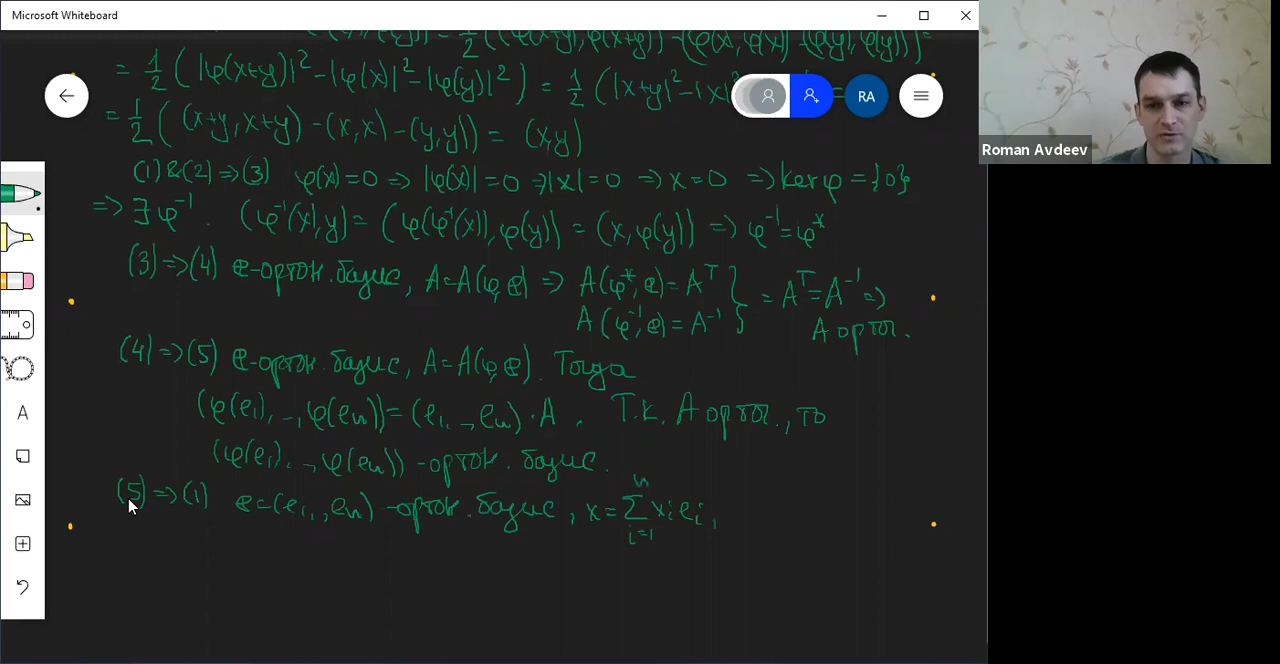 Microsoft Whiteboard
= 1/2 (|φ(x+y)|² - |φ(x)|² - |φ(y)|²) = 1/2 (|x+y|² - |x|²
= 1/2 ((x+y, x+y) - (x,x) - (y,y)) = (x,y)
RA
Roman Avdeev
(1)&(2) => (3) φ(x)=0 => |φ(x)|=0 => |x|=0 => x=0 => ker φ = {0}
=> ∃ φ⁻¹. (φ⁻¹(x), y) = (φ(φ⁻¹(x)), φ(y)) = (x, φ(y)) => φ⁻¹ = φ*
(3) => (4) e-ортон. базис, A = A(φ, e) => A(φ*, e) = Aᵀ } = Aᵀ = A⁻¹ =>
A(φ⁻¹, e) = A⁻¹ } A ортог.
(4) => (5) e-ортон. базис, A = A(φ, e). Тогда
(φ(e₁), .., φ(eₙ)) = (e₁, .., eₙ) · A. Т.к. A ортог., то
(φ(e₁), .., φ(eₙ)) - ортон. базис.
(5) => (1) e = (e₁, .., eₙ) - ортон. базис, x = Σ xᵢeᵢ,
n
i=1
A